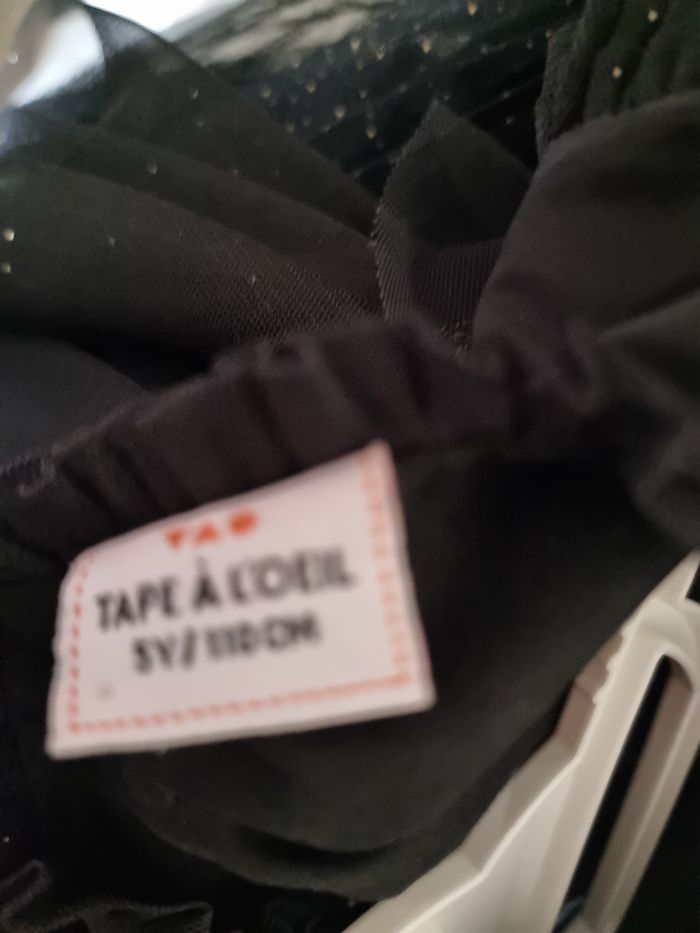 TAO
TAPE À L'OEIL
5Y/110CM